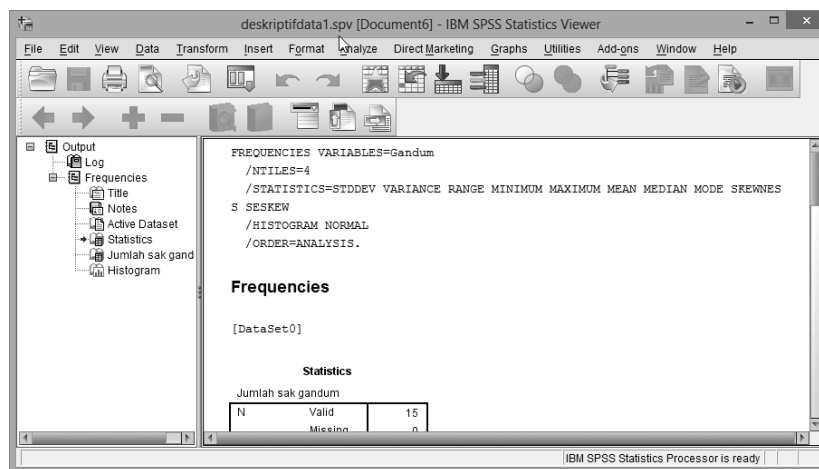 deskriptifdata1.spv [Document6] - IBM SPSS Statistics Viewer
File Edit View Data Transform Insert Format Analyze Direct Marketing Graphs Utilities Add-ons Window Help
Output
Log
Frequencies
Title
Notes
Active Dataset
Statistics
Jumlah sak gand
Histogram
FREQUENCIES VARIABLES=Gandum
/NTILES=4
/STATISTICS=STDDEV VARIANCE RANGE MINIMUM MAXIMUM MEAN MEDIAN MODE SKEWNES
S SESKEW
/HISTOGRAM NORMAL
/ORDER=ANALYSIS.
Frequencies
[DataSet0]
Statistics
Jumlah sak gandum
N Valid 15
Missing 0
IBM SPSS Statistics Processor is ready